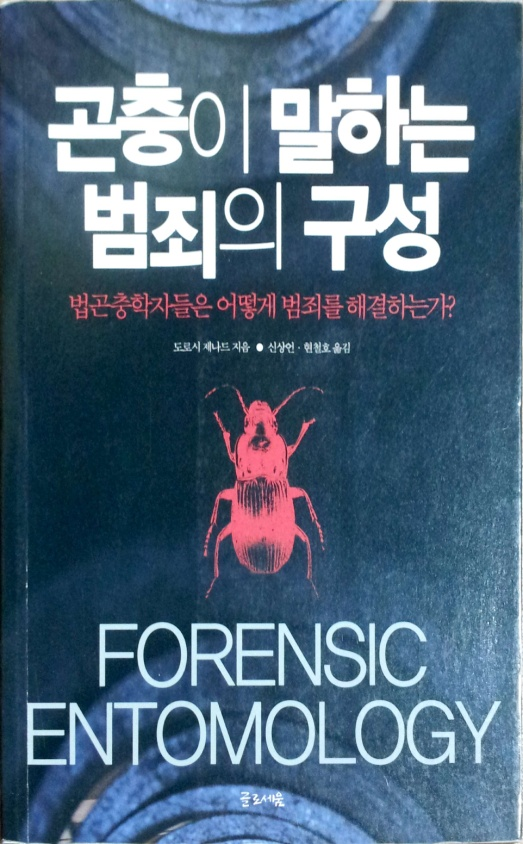 곤충이 말하는
범죄의 구성
법곤충학자들은 어떻게 범죄를 해결하는가?
도로시 제나드 지음 ● 신상언 · 현철호 옮김
FORENSIC
ENTOMOLOGY
글로세움